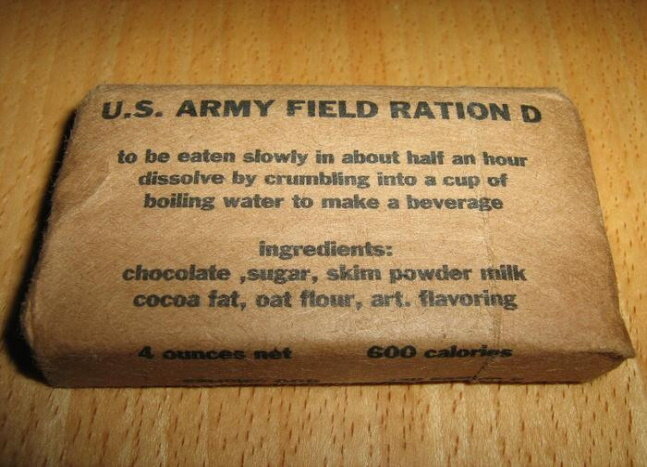 U.S. ARMY FIELD RATION D
to be eaten slowly in about half an hour
dissolve by crumbling into a cup of
boiling water to make a beverage
ingredients:
chocolate ,sugar, skim powder milk
cocoa fat, oat flour, art. flavoring
4 ounces net 600 calories